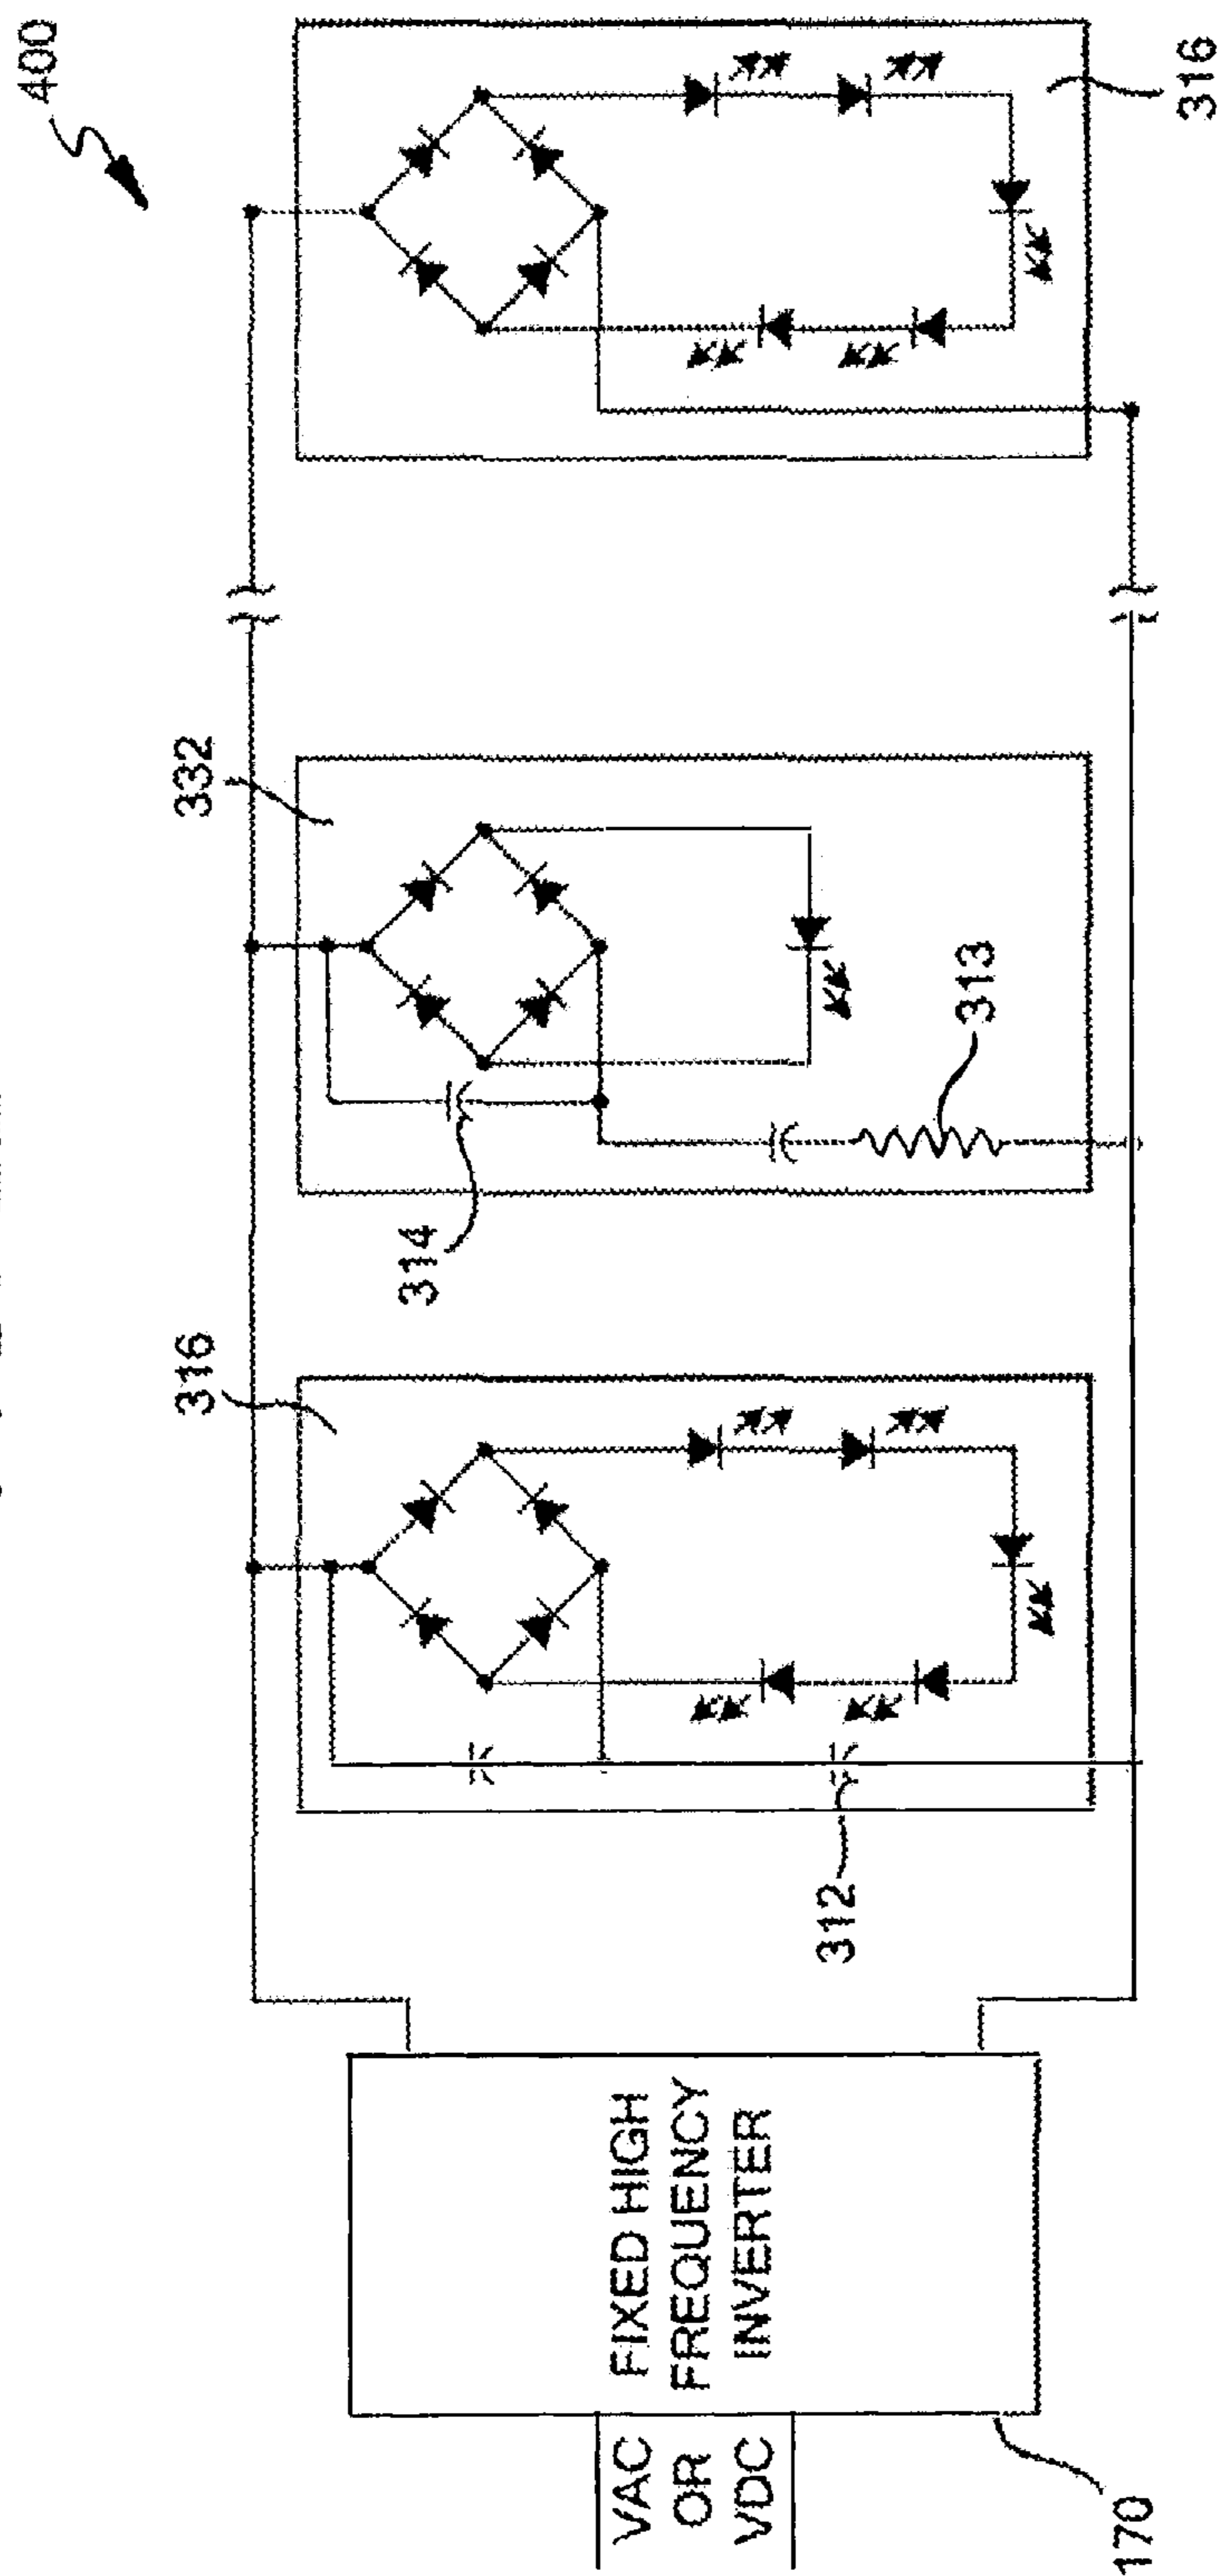 400
316
332
313
314
316
312
FIXED HIGH
FREQUENCY
INVERTER
VAC
OR
VDC
170